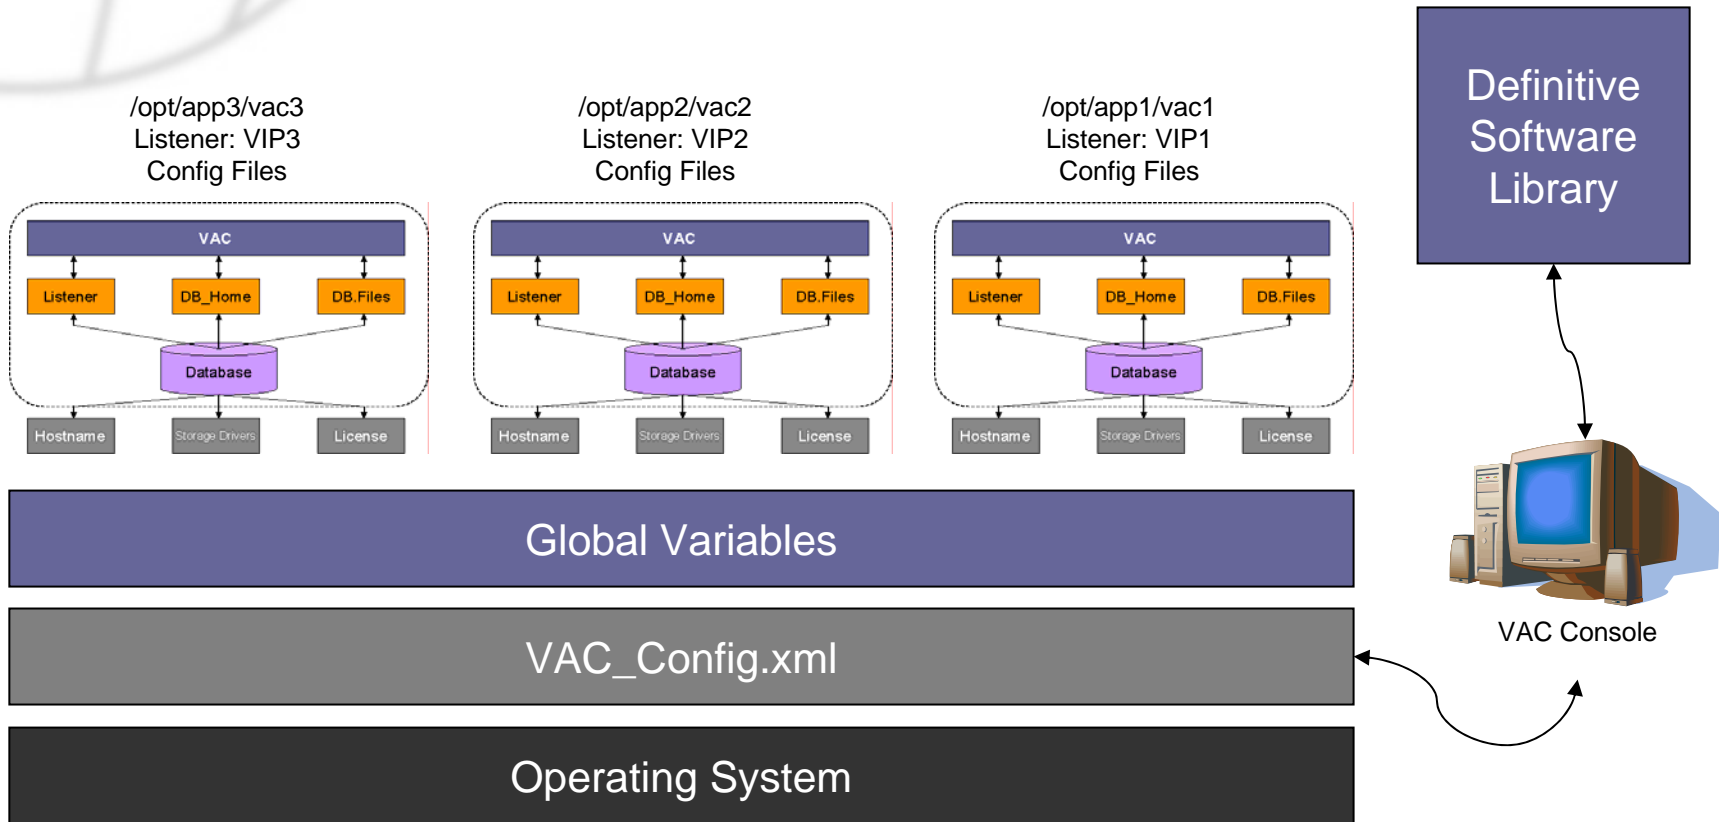 /opt/app3/vac3
Listener: VIP3
Config Files
VAC
Listener DB_Home DB.Files
Database
Hostname Storage Drivers License
/opt/app2/vac2
Listener: VIP2
Config Files
VAC
Listener DB_Home DB.Files
Database
Hostname Storage Drivers License
/opt/app1/vac1
Listener: VIP1
Config Files
VAC
Listener DB_Home DB.Files
Database
Hostname Storage Drivers License
Definitive
Software
Library
VAC Console
Global Variables
VAC_Config.xml
Operating System